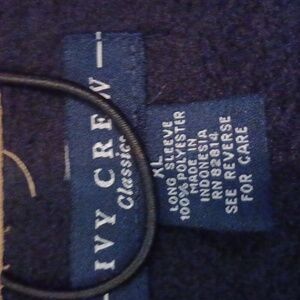 IVY CREW
Classics
XL
LONG SLEEVE
100% POLYESTER
MADE IN
INDONESIA
RN 82814
SEE REVERSE
FOR CARE